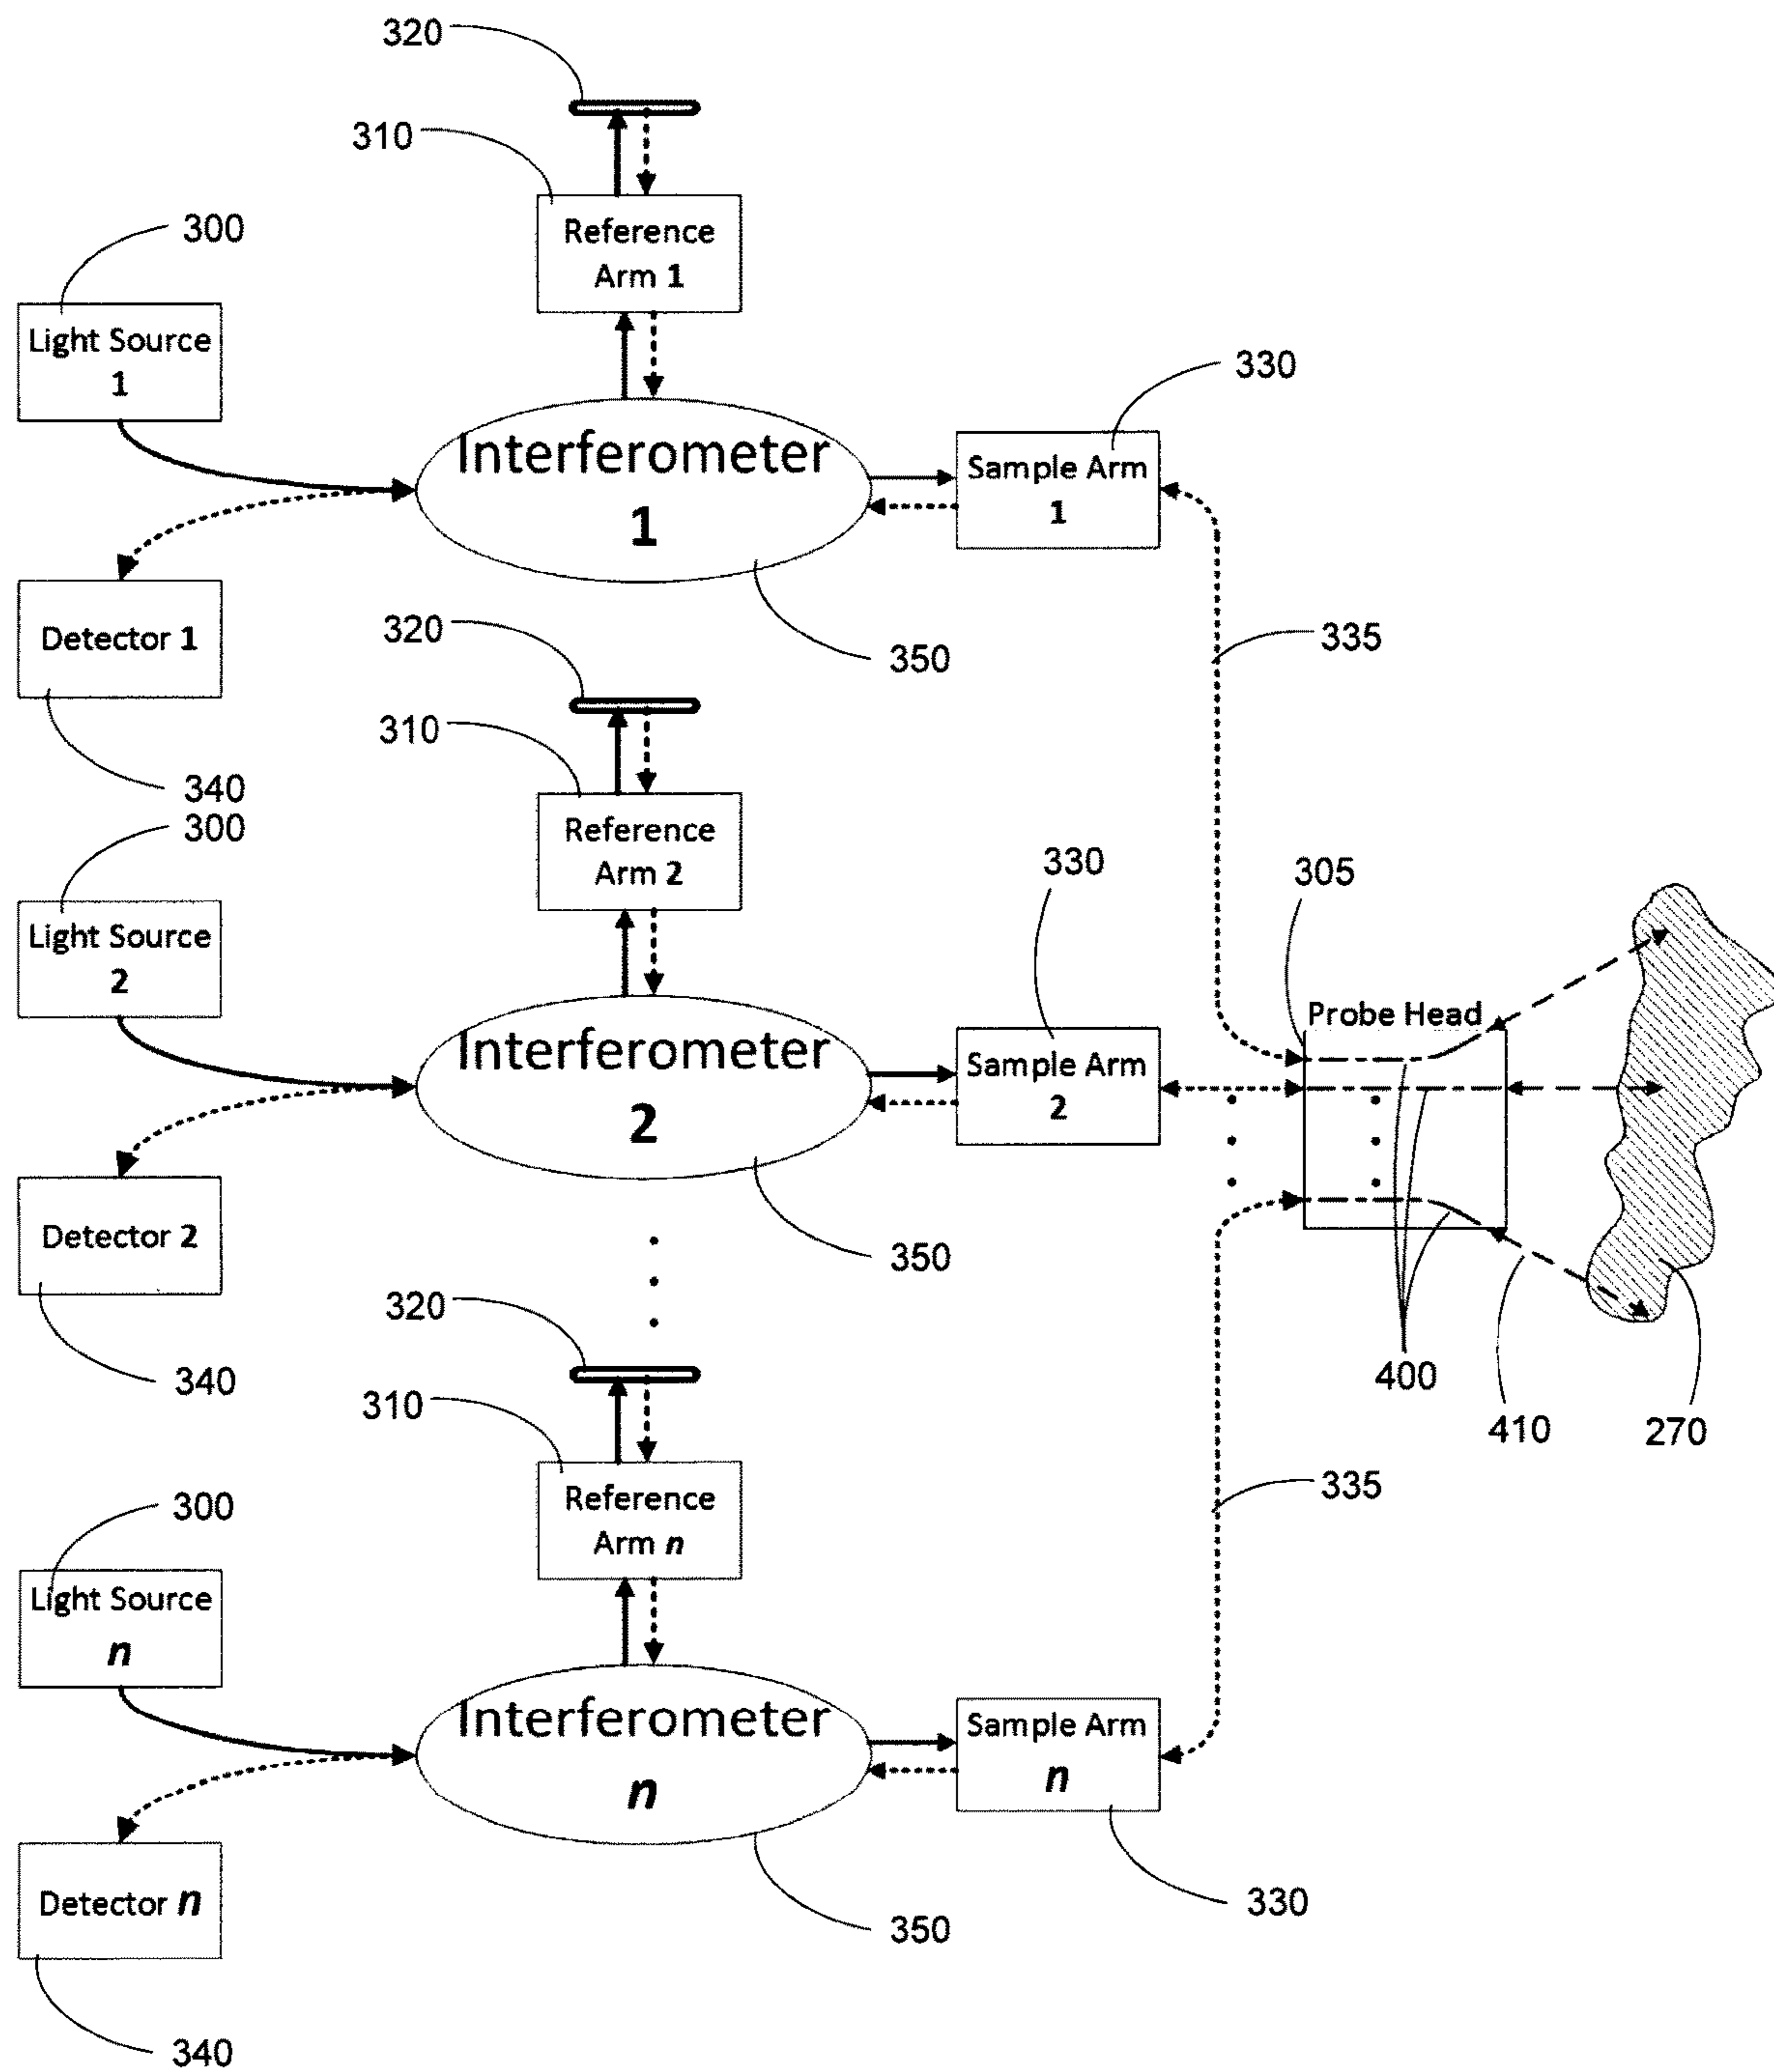 320
310
Reference
Arm 1
300
Light Source
1
330
Interferometer
1
Sample Arm
1
Detector 1
320
350
335
310
340
300
Reference
Arm 2
330
305
Light Source
2
Probe Head
Interferometer
2
Sample Arm
2
Detector 2
350
320
340
310
400
410
270
300
Reference
Arm n
335
Light Source
n
Interferometer
n
Sample Arm
n
Detector n
350
330
340